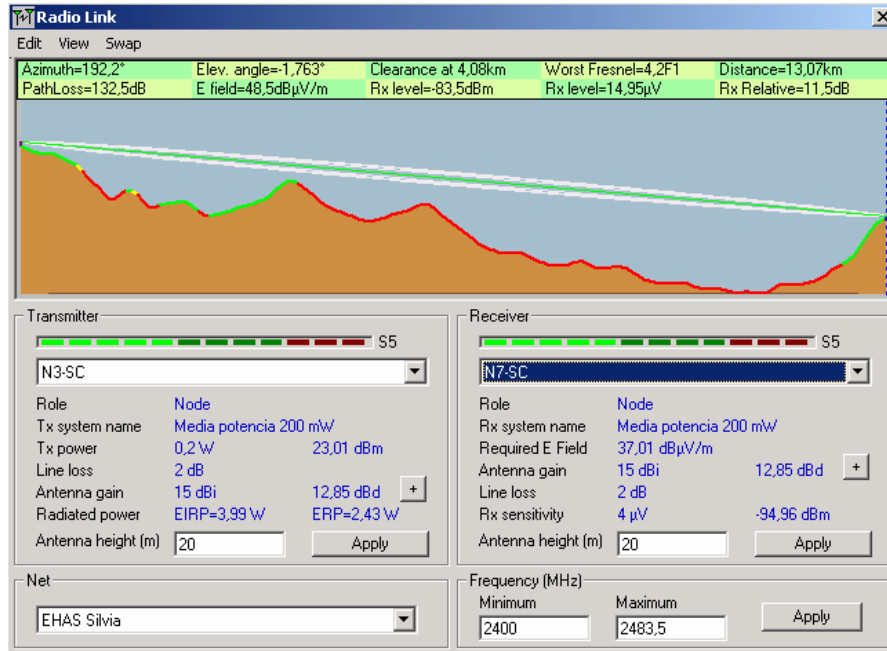 Radio Link
Edit View Swap
Azimuth=192,2° Elev. angle=-1,763° Clearance at 4,08km Worst Fresnel=4,2F1 Distance=13,07km
PathLoss=132,5dB E field=48,5dBµV/m Rx level=-83,5dBm Rx level=14,95µV Rx Relative=11,5dB
Transmitter
S5
N3-SC
Role Node
Tx system name Media potencia 200 mW
Tx power 0,2 W 23,01 dBm
Line loss 2 dB
Antenna gain 15 dBi 12,85 dBd +
Radiated power EIRP=3,99 W ERP=2,43 W
Antenna height (m) 20 Apply
Receiver
S5
N7-SC
Role Node
Rx system name Media potencia 200 mW
Required E Field 37,01 dBµV/m
Antenna gain 15 dBi 12,85 dBd +
Line loss 2 dB
Rx sensitivity 4 µV -94,96 dBm
Antenna height (m) 20 Apply
Net
EHAS Silvia
Frequency (MHz)
Minimum Maximum
2400 2483,5 Apply